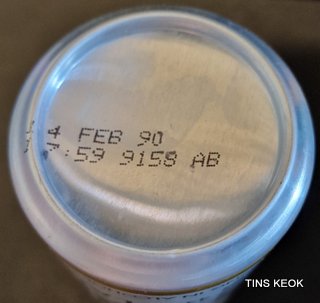 4 FEB 90
:59 9158 AB
TINS KEOK